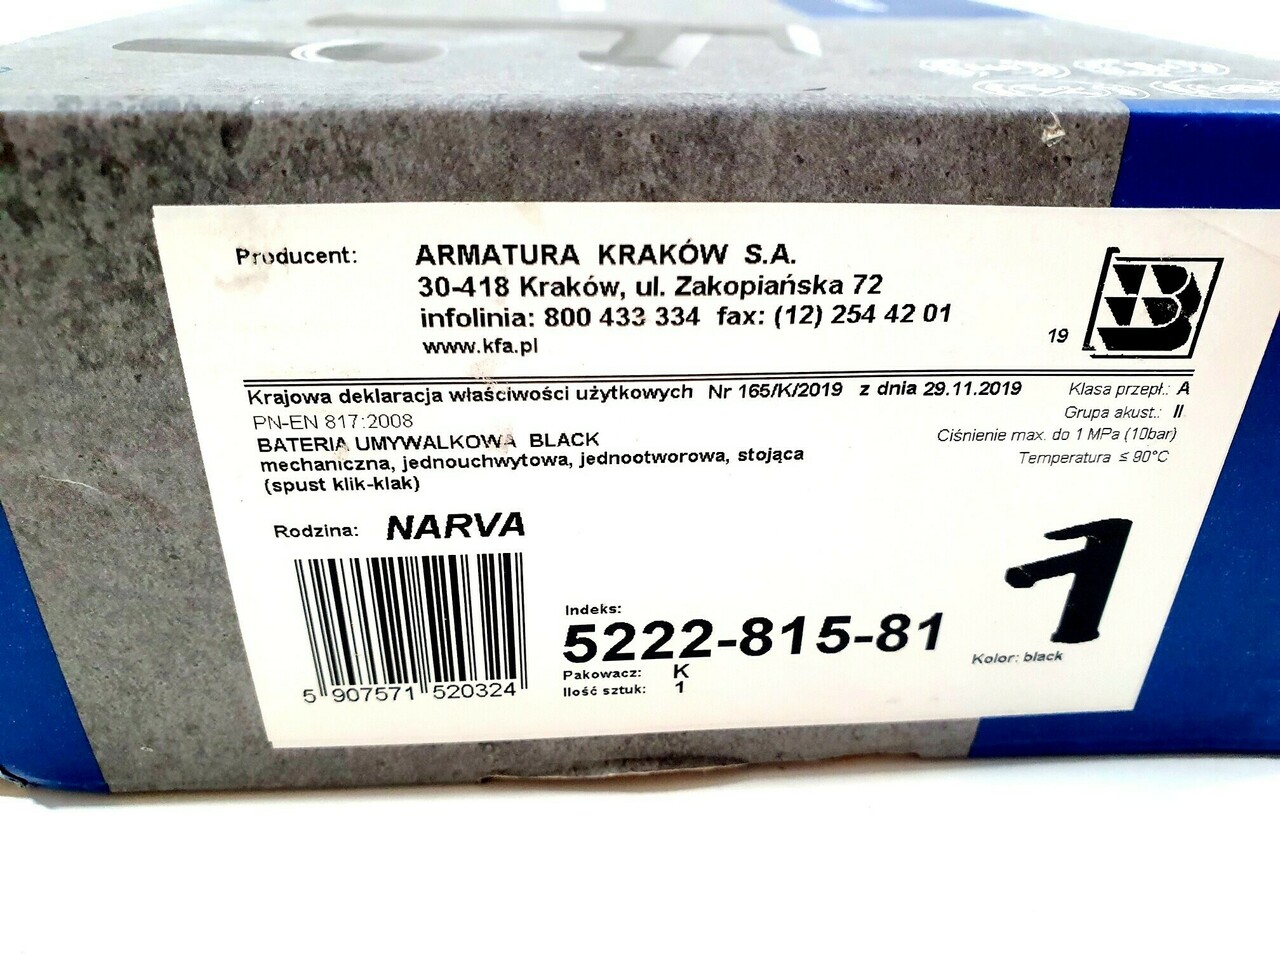 Producent: ARMATURA KRAKÓW S.A.
30-418 Kraków, ul. Zakopiańska 72
infolinia: 800 433 334 fax: (12) 254 42 01
www.kfa.pl
19
Krajowa deklaracja właściwości użytkowych Nr 165/K/2019 z dnia 29.11.2019
Klasa przepł.: A
PN-EN 817:2008
Grupa akust.: II
BATERIA UMYWALKOWA BLACK
Ciśnienie max. do 1 MPa (10bar)
mechaniczna, jednouchwytowa, jednootworowa, stojąca
Temperatura ≤ 90°C
(spust klik-klak)
Rodzina: NARVA
Indeks:
5222-815-81
Kolor: black
Pakowacz: K
Ilość sztuk: 1
5 907571 520324